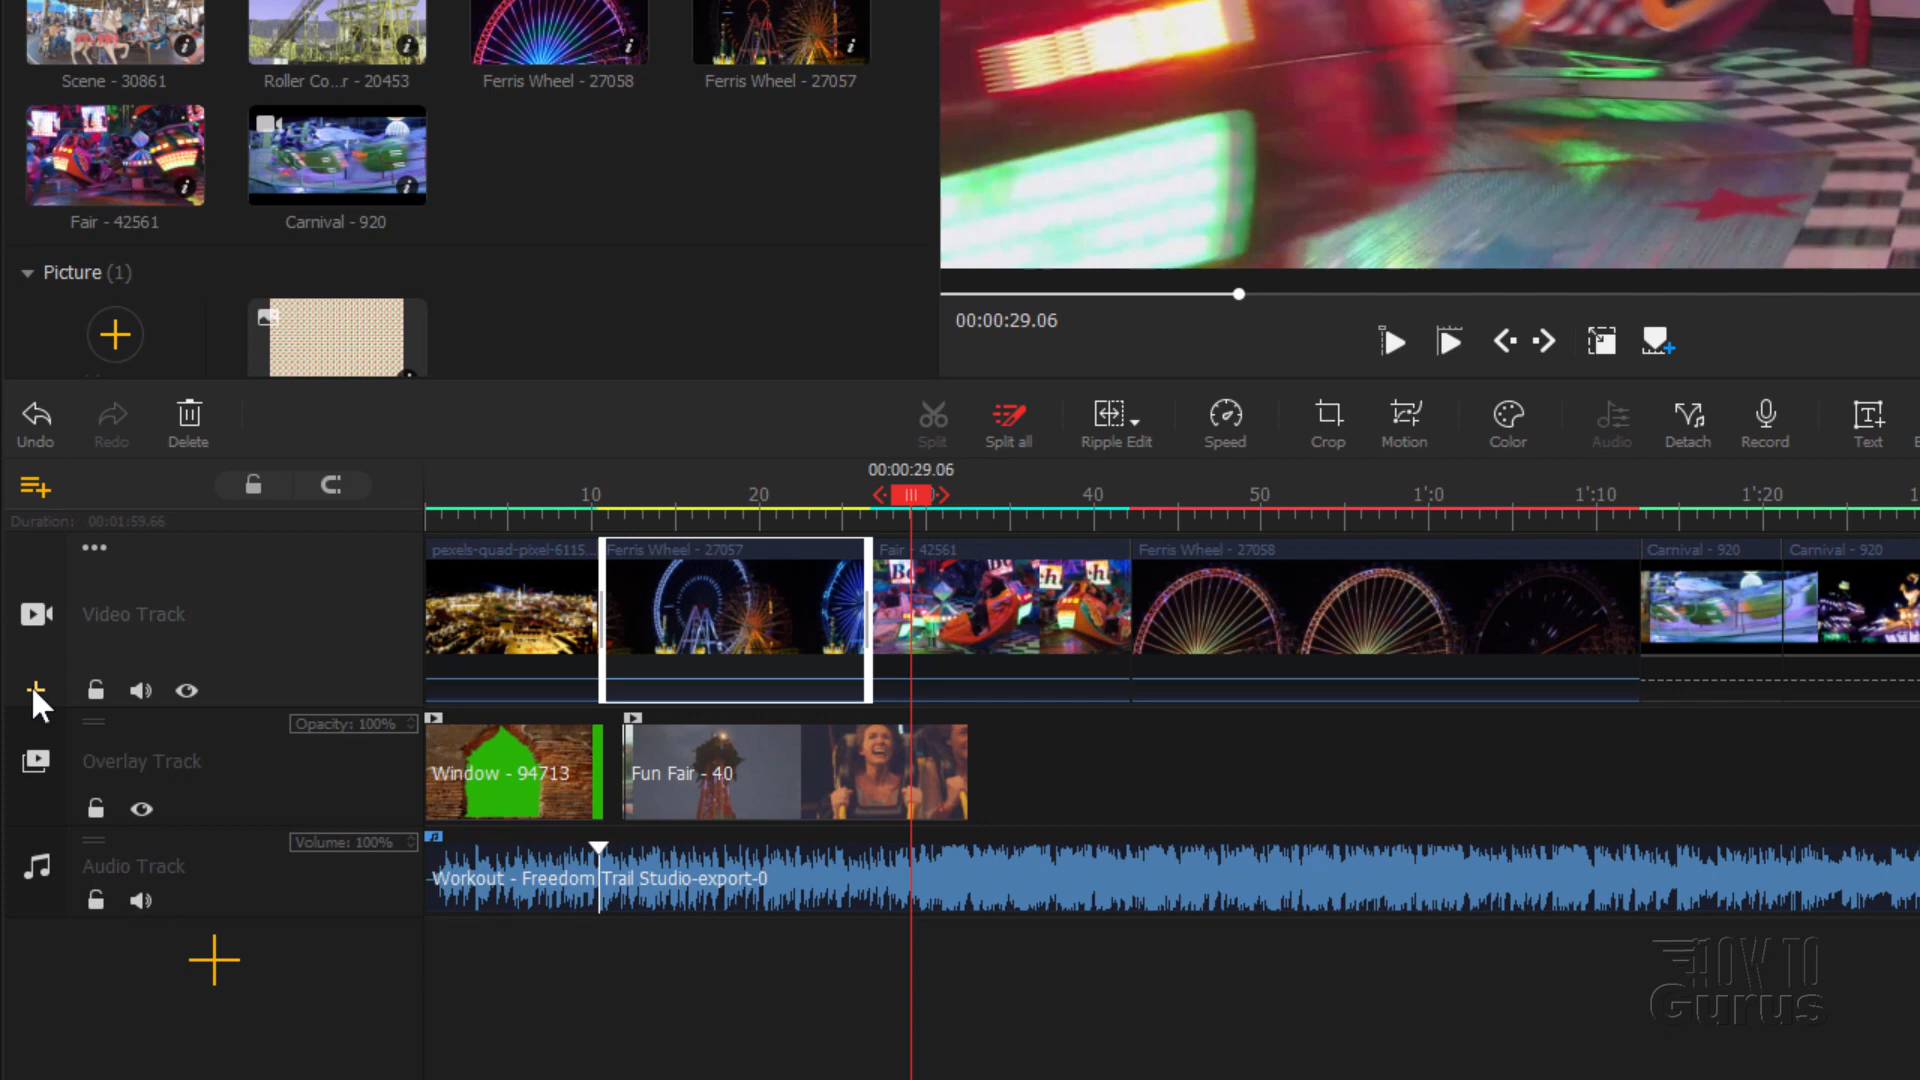 Scene - 30861
Roller Co...r - 20453
Ferris Wheel - 27058
Ferris Wheel - 27057
Fair - 42561
Carnival - 920
Picture (1)
00:00:29.06
Undo
Redo
Delete
Split
Split all
Ripple Edit
Speed
Crop
Motion
Color
Audio
Detach
Record
Text
00:00:29.06
10
20
40
50
1':0
1':10
1':20
Duration: 00:01:59.66
pexels-quad-pixel-6115...
Ferris Wheel - 27057
Fair - 42561
Ferris Wheel - 27058
Carnival - 920
Carnival - 920
Video Track
Opacity: 100%
Overlay Track
Window - 94713
Fun Fair - 40
Volume: 100%
Audio Track
Workout - Freedom Trail Studio-export-0
HOW TO
Gurus